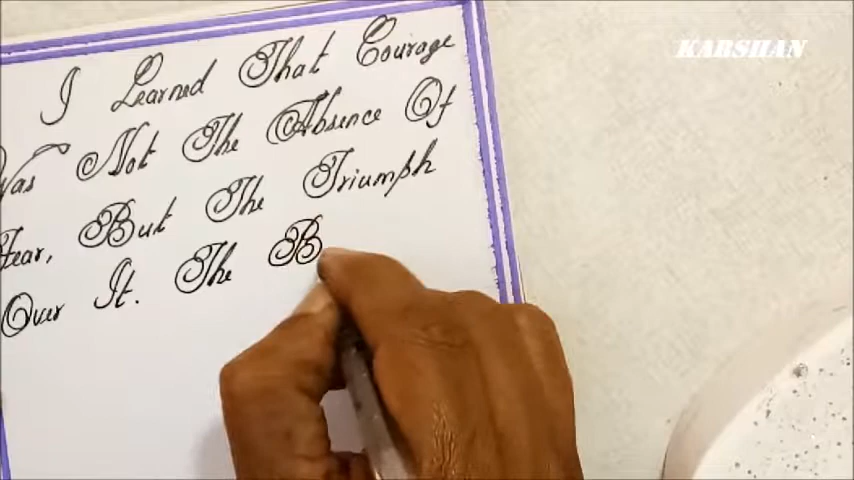 I Learned That Courage
Was Not The Absence Of
Fear, But The Triumph
Over It. The B
KARSHAN